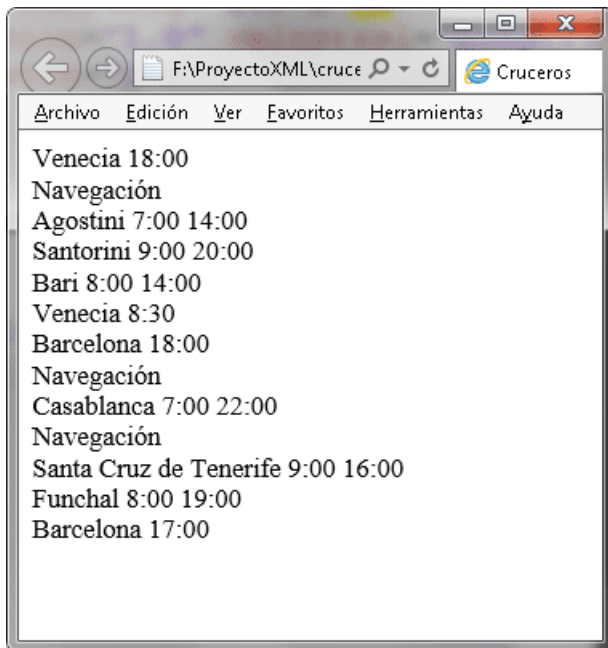 F:\ProyectoXML\cruce
Cruceros
Archivo Edición Ver Favoritos Herramientas Ayuda
Venecia 18:00
Navegación
Agostini 7:00 14:00
Santorini 9:00 20:00
Bari 8:00 14:00
Venecia 8:30
Barcelona 18:00
Navegación
Casablanca 7:00 22:00
Navegación
Santa Cruz de Tenerife 9:00 16:00
Funchal 8:00 19:00
Barcelona 17:00